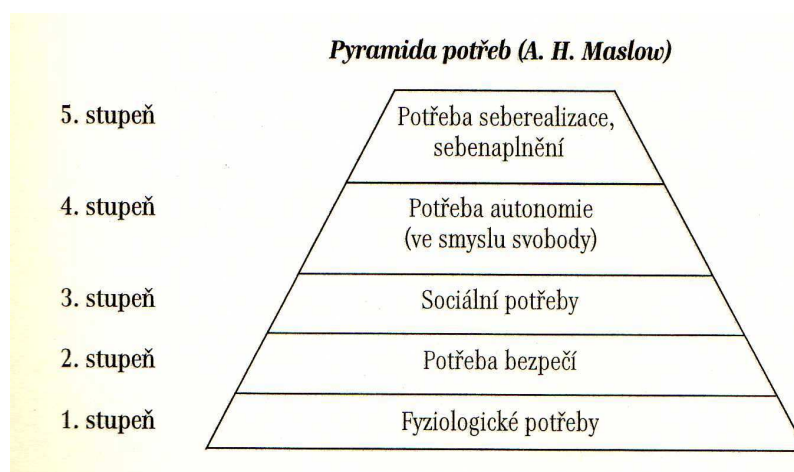 Pyramida potřeb (A. H. Maslow)
5. stupeň
Potřeba seberealizace,
sebenaplnění
4. stupeň
Potřeba autonomie
(ve smyslu svobody)
3. stupeň
Sociální potřeby
2. stupeň
Potřeba bezpečí
1. stupeň
Fyziologické potřeby